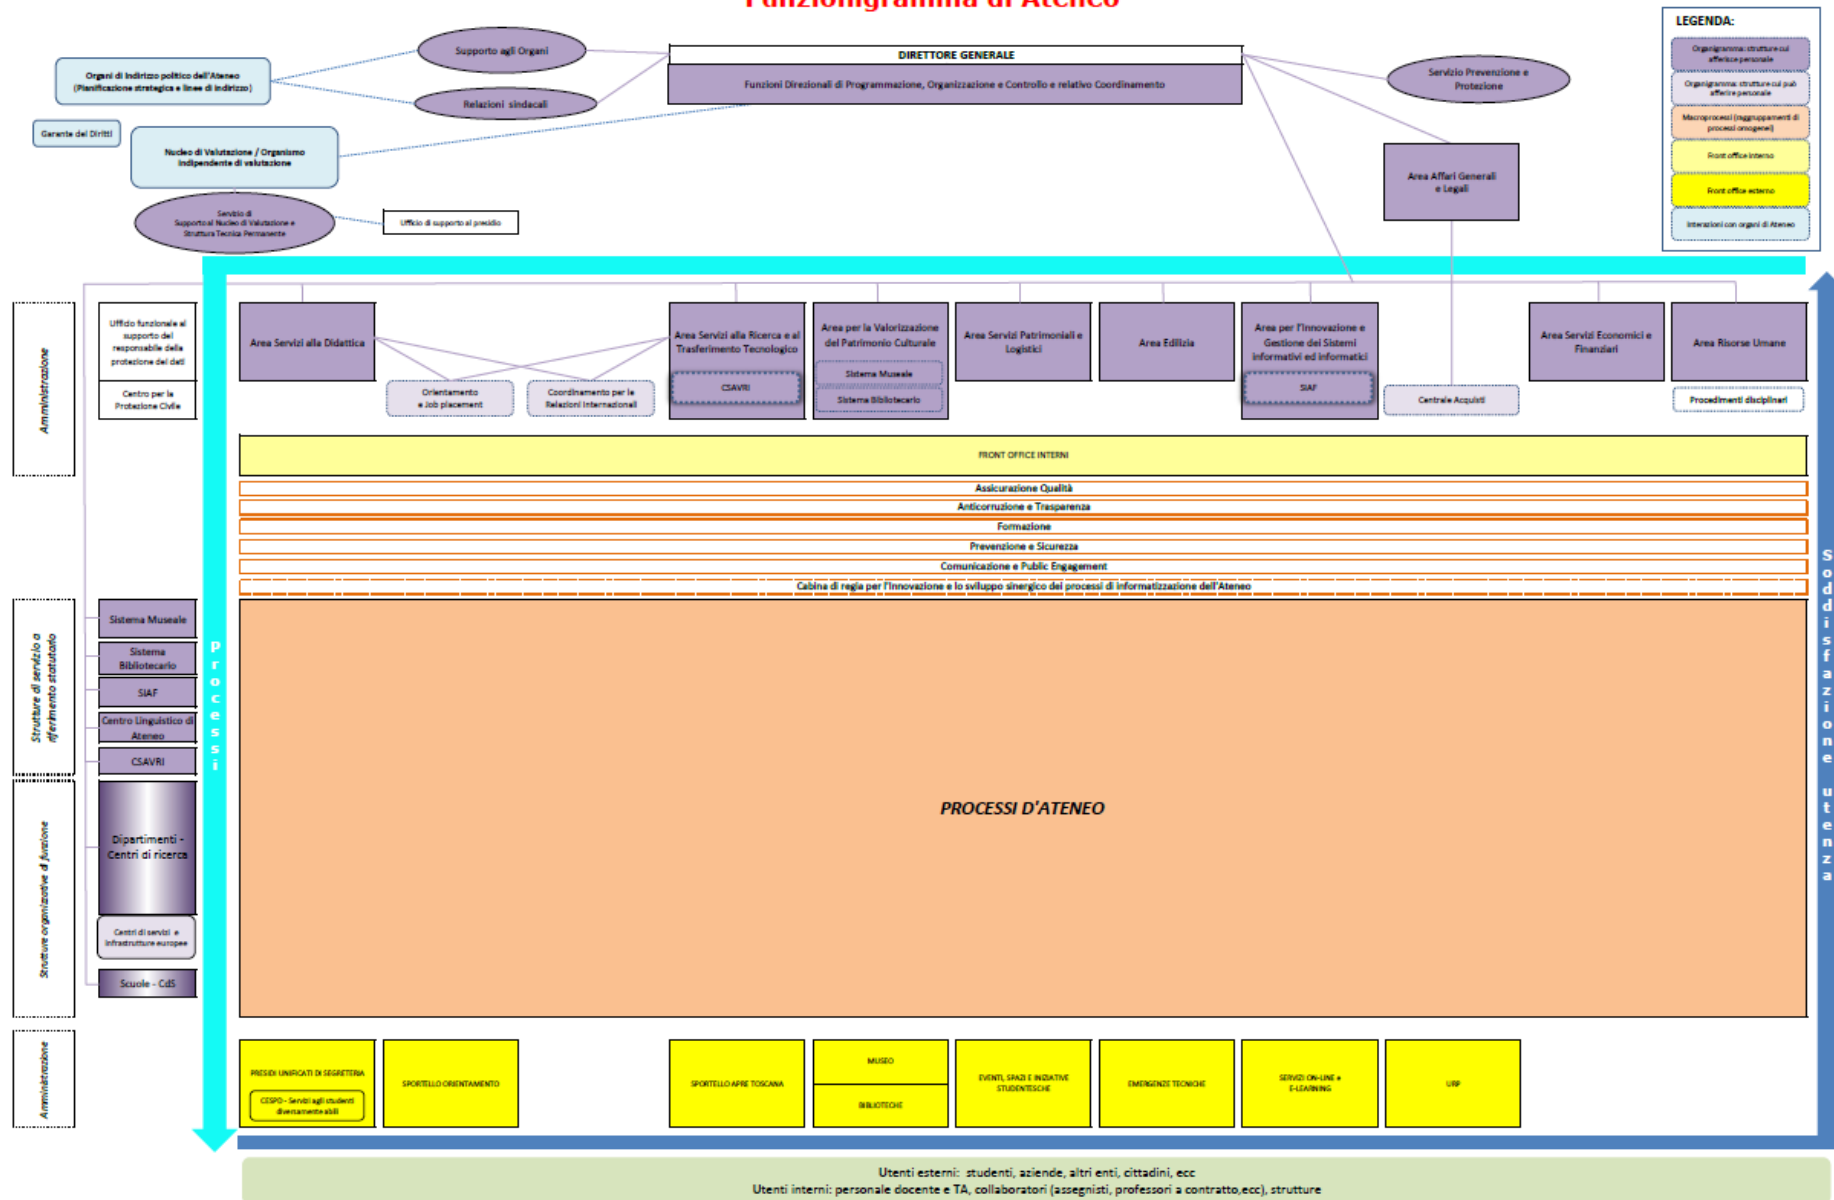 Funzionigramma di Ateneo
LEGENDA:
Organigramma: strutture cui
afferisce personale
Organigramma: strutture cui può
afferire personale
Macroprocessi (raggruppamenti di
processi omogenei)
Front office interno
Front office esterno
Interazioni con organi di Ateneo
Supporto agli Organi
DIRETTORE GENERALE
Funzioni Direzionali di Programmazione, Organizzazione e Controllo e relativo Coordinamento
Servizio Prevenzione e
Protezione
Organi di indirizzo politico dell'Ateneo
(Pianificazione strategica e linee di indirizzo)
Relazioni sindacali
Garante dei Diritti
Nucleo di Valutazione / Organismo
indipendente di valutazione
Area Affari Generali
e Legali
Servizio di
Supporto al Nucleo di Valutazione e
Struttura Tecnica Permanente
Ufficio di supporto al presidio
Amministrazione
Ufficio funzionale al
supporto del
responsabile della
protezione dei dati
Centro per la
Protezione Civile
Area Servizi alla Didattica
Orientamento
e Job placement
Coordinamento per le
Relazioni Internazionali
Area Servizi alla Ricerca e al
Trasferimento Tecnologico
CSAVRI
Area per la Valorizzazione
del Patrimonio Culturale
Sistema Museale
Sistema Bibliotecario
Area Servizi Patrimoniali e
Logistici
Area Edilizia
Area per l'Innovazione e
Gestione dei Sistemi
Informativi ed Informatici
SIAF
Centrale Acquisti
Area Servizi Economici e
Finanziari
Area Risorse Umane
Procedimenti disciplinari
FRONT OFFICE INTERNI
Assicurazione Qualità
Anticorruzione e Trasparenza
Formazione
Prevenzione e Sicurezza
Comunicazione e Public Engagement
Cabina di regia per l'Innovazione e lo sviluppo sinergico dei processi di informatizzazione dell'Ateneo
Strutture di servizio a
riferimento statutario
Sistema Museale
Sistema
Bibliotecario
SIAF
Centro Linguistico di
Ateneo
CSAVRI
Processi
Soddisfazione utenza
Strutture organizzative di funzione
Dipartimenti -
Centri di ricerca
Centri di servizi e
Infrastrutture europee
Scuole - CdS
PROCESSI D'ATENEO
Amministrazione
PRESIDI UNIFICATI DI SEGRETERIA
CESPD - Servizi agli studenti
diversamente abili
SPORTELLO ORIENTAMENTO
SPORTELLO APRE TOSCANA
MUSEO
BIBLIOTECHE
EVENTI, SPAZI E INIZIATIVE
STUDENTESCHE
EMERGENZE TECNICHE
SERVIZI ON-LINE e
E-LEARNING
URP
Utenti esterni: studenti, aziende, altri enti, cittadini, ecc
Utenti interni: personale docente e TA, collaboratori (assegnisti, professori a contratto,ecc), strutture